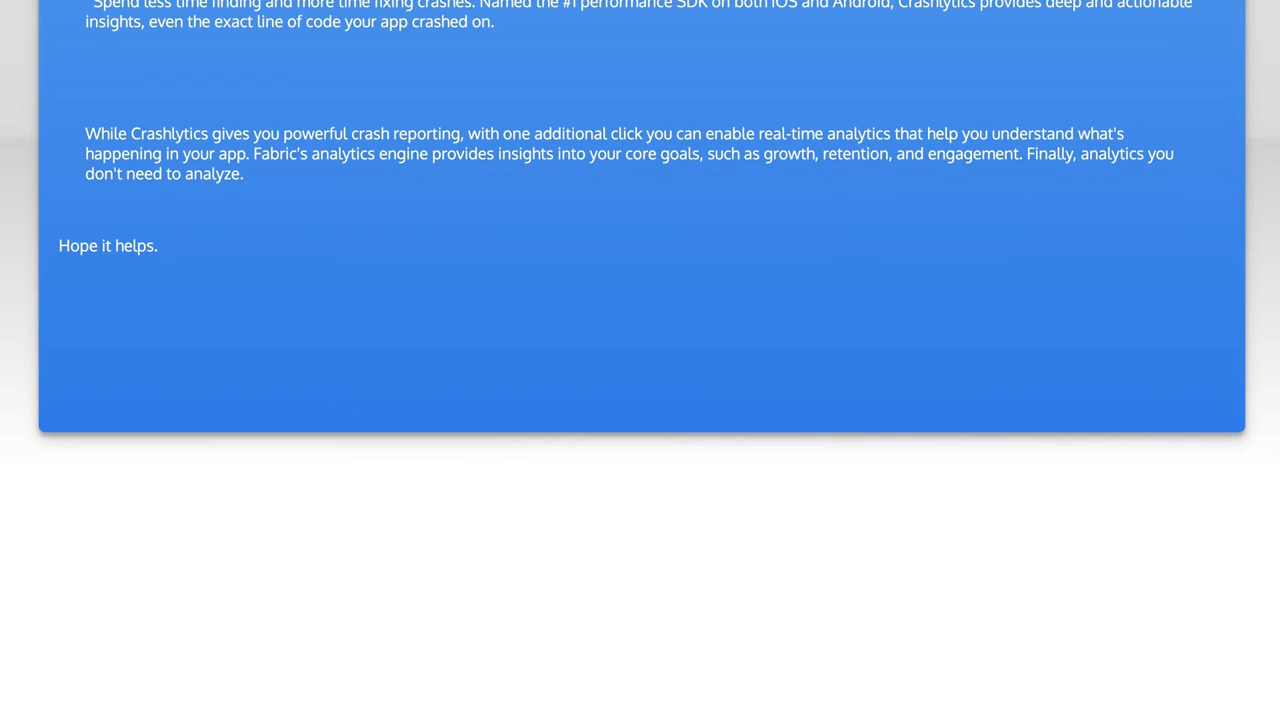 "Spend less time finding and more time fixing crashes. Named the #1 performance SDK on both iOS and Android, Crashlytics provides deep and actionable
insights, even the exact line of code your app crashed on.
While Crashlytics gives you powerful crash reporting, with one additional click you can enable real-time analytics that help you understand what's
happening in your app. Fabric's analytics engine provides insights into your core goals, such as growth, retention, and engagement. Finally, analytics you
don't need to analyze.
Hope it helps.